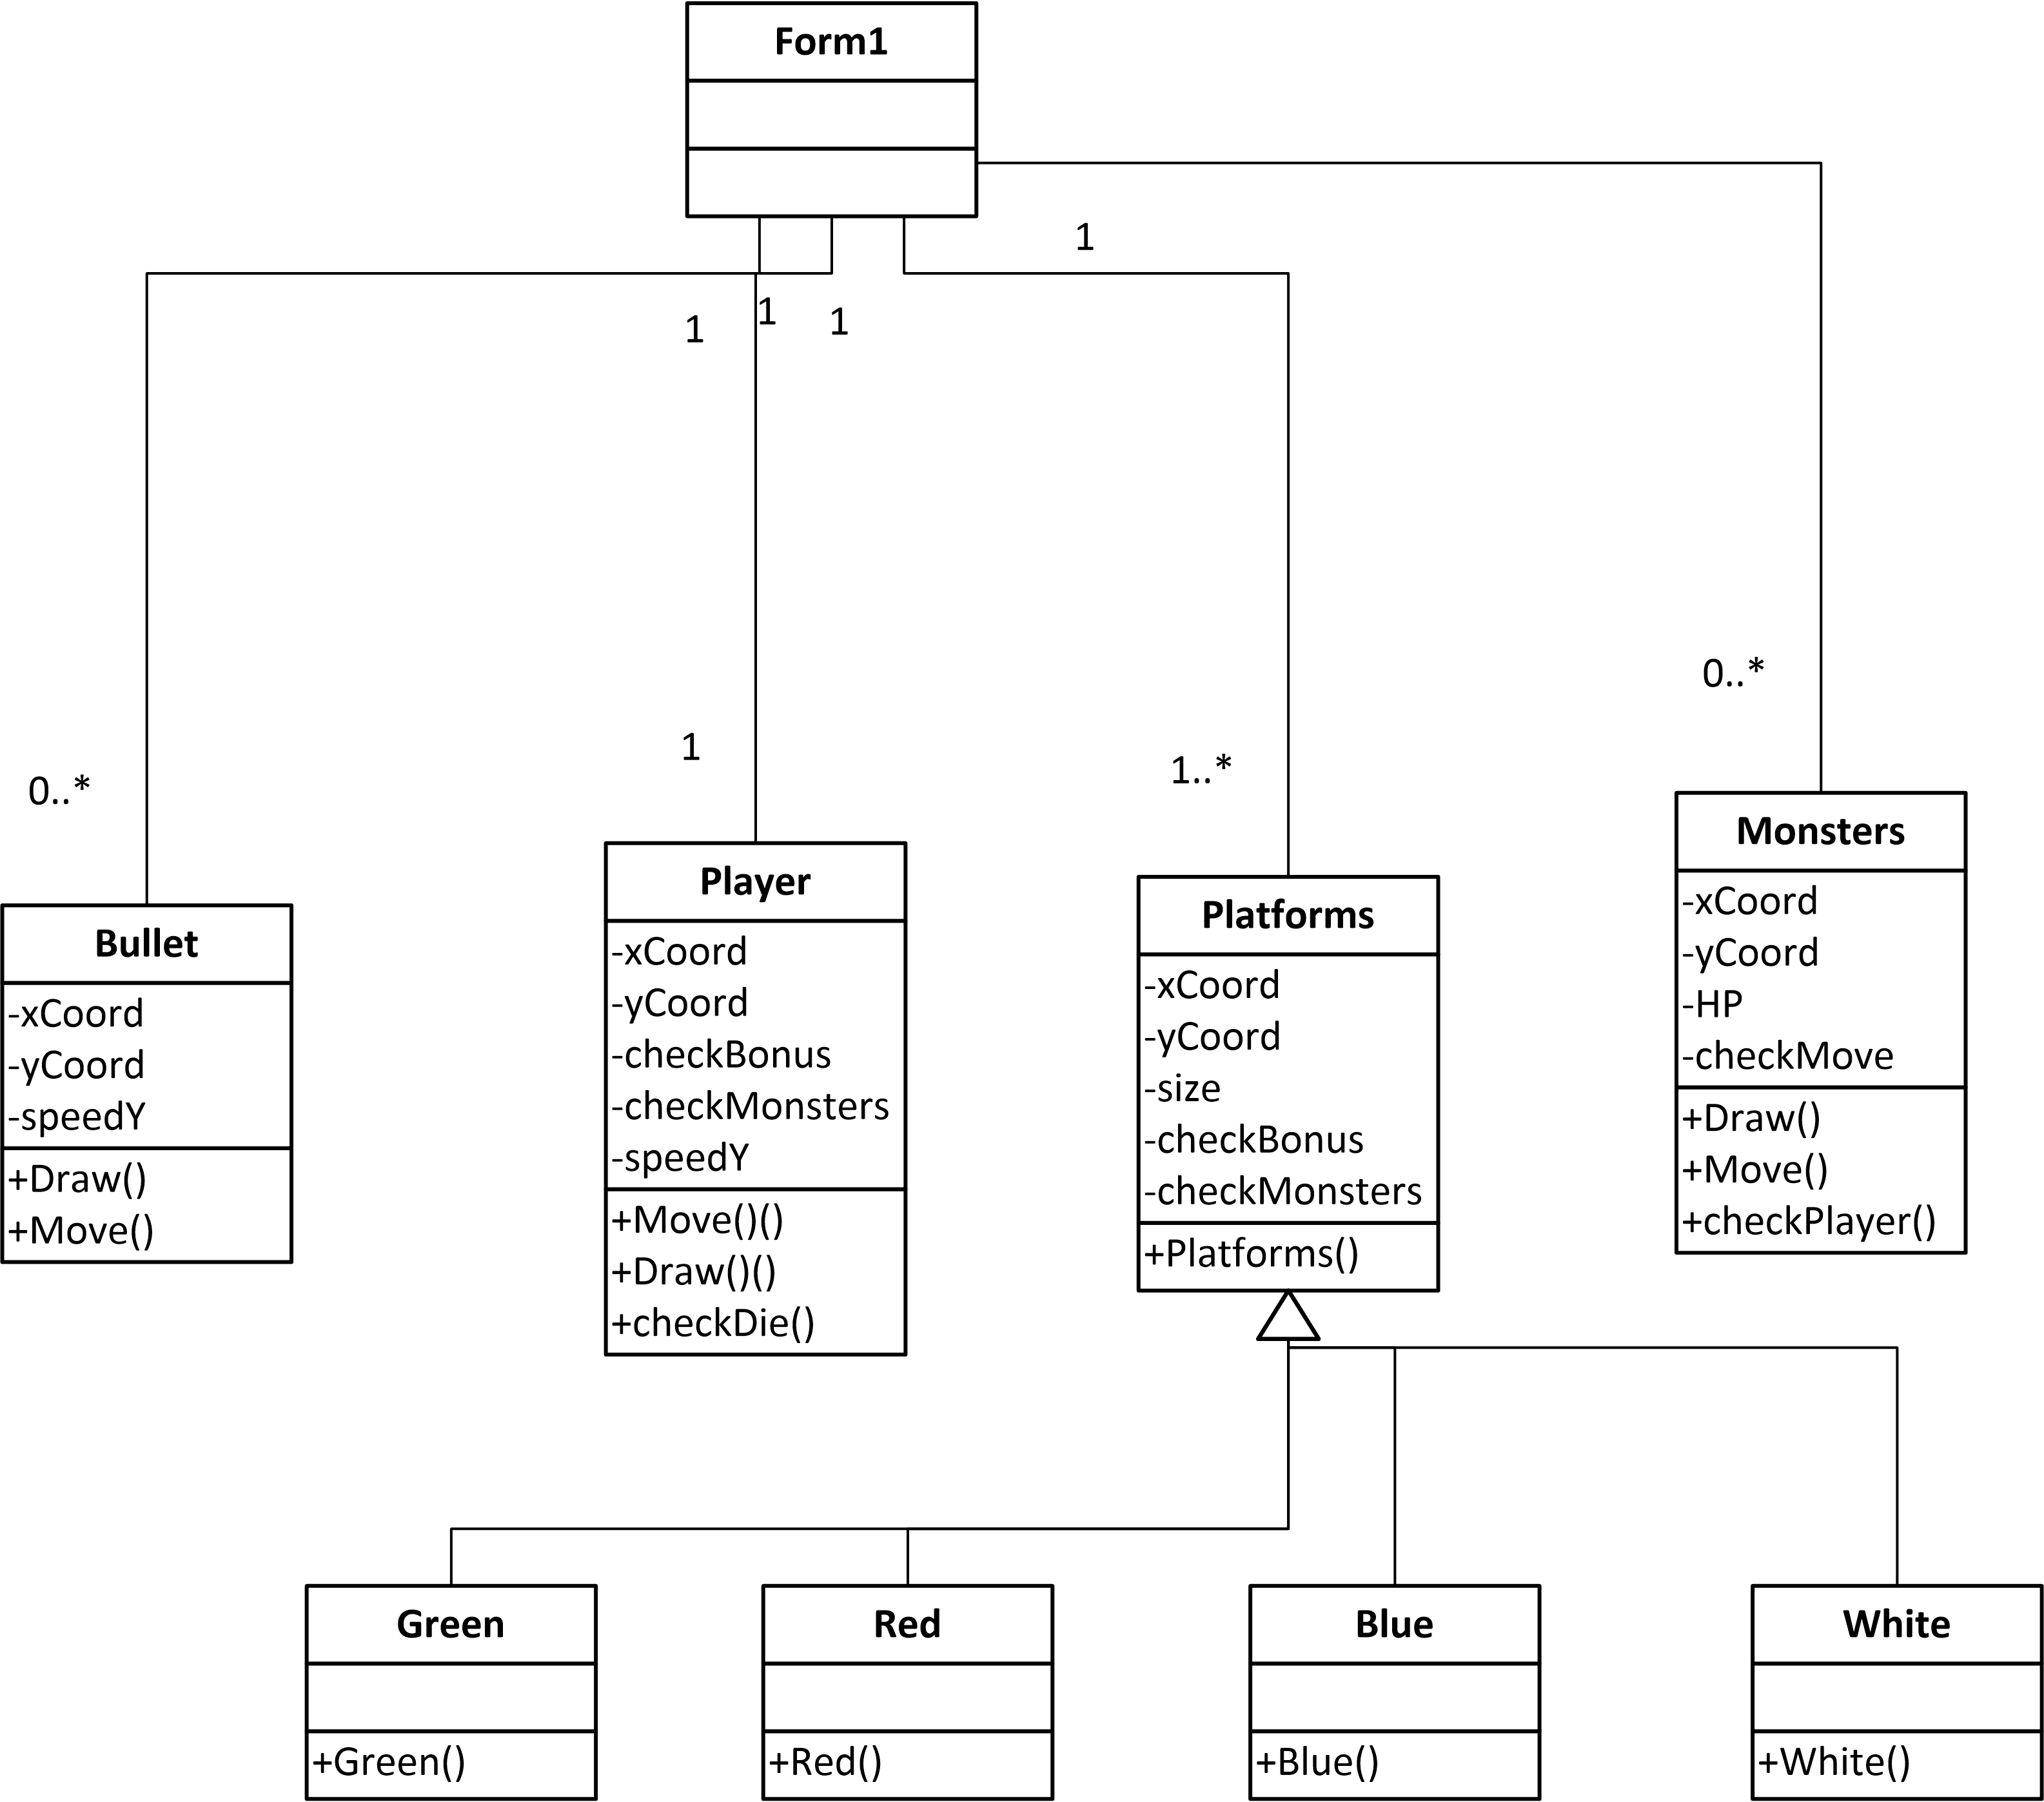 Form1
1
1
1
1
0..*
1
1..*
0..*
Bullet
-xCoord
-yCoord
-speedY
+Draw()
+Move()
Player
-xCoord
-yCoord
-checkBonus
-checkMonsters
-speedY
+Move()()
+Draw()()
+checkDie()
Platforms
-xCoord
-yCoord
-size
-checkBonus
-checkMonsters
+Platforms()
Monsters
-xCoord
-yCoord
-HP
-checkMove
+Draw()
+Move()
+checkPlayer()
Green
+Green()
Red
+Red()
Blue
+Blue()
White
+White()